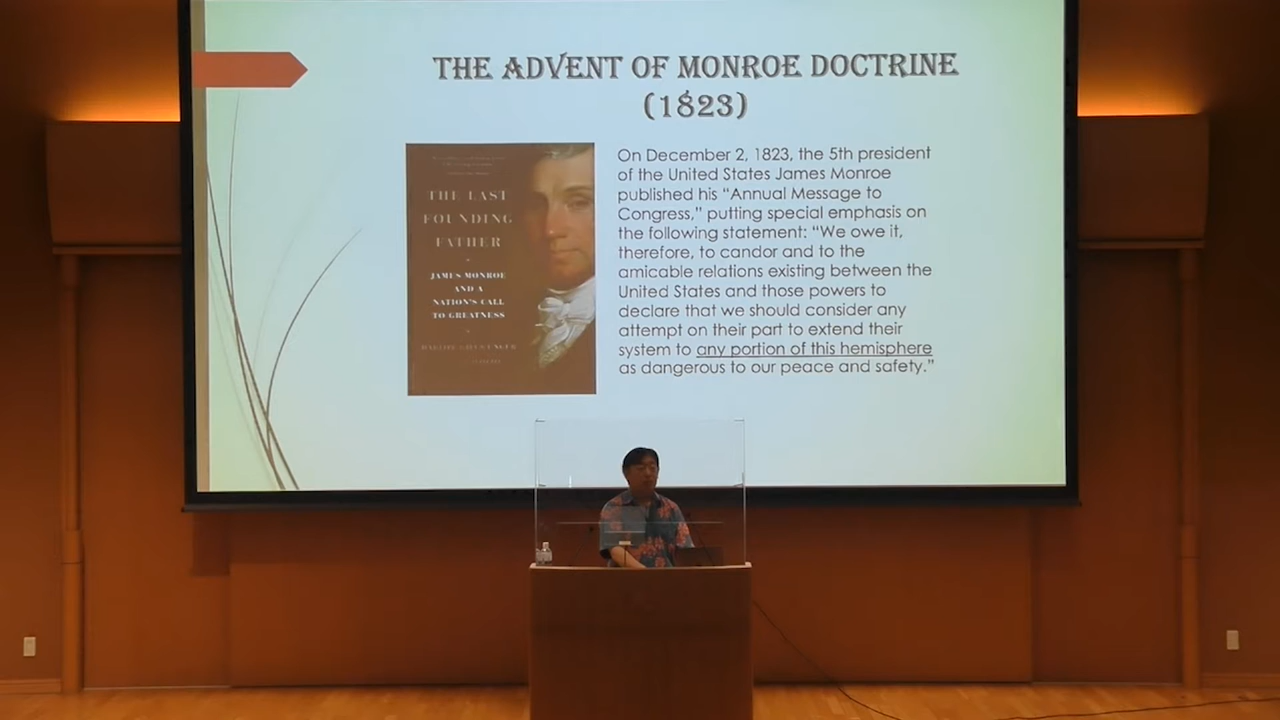 THE ADVENT OF MONROE DOCTRINE
(1823)
THE LAST
FOUNDING
FATHER
JAMES MONROE
AND A
NATION'S CALL
TO GREATNESS
On December 2, 1823, the 5th president
of the United States James Monroe
published his “Annual Message to
Congress,” putting special emphasis on
the following statement: “We owe it,
therefore, to candor and to the
amicable relations existing between the
United States and those powers to
declare that we should consider any
attempt on their part to extend their
system to any portion of this hemisphere
as dangerous to our peace and safety.”